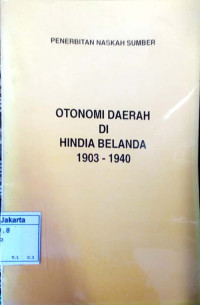 PENERBITAN NASKAH SUMBER
OTONOMI DAERAH
DI
HINDIA BELANDA
1903 - 1940
Jakarta